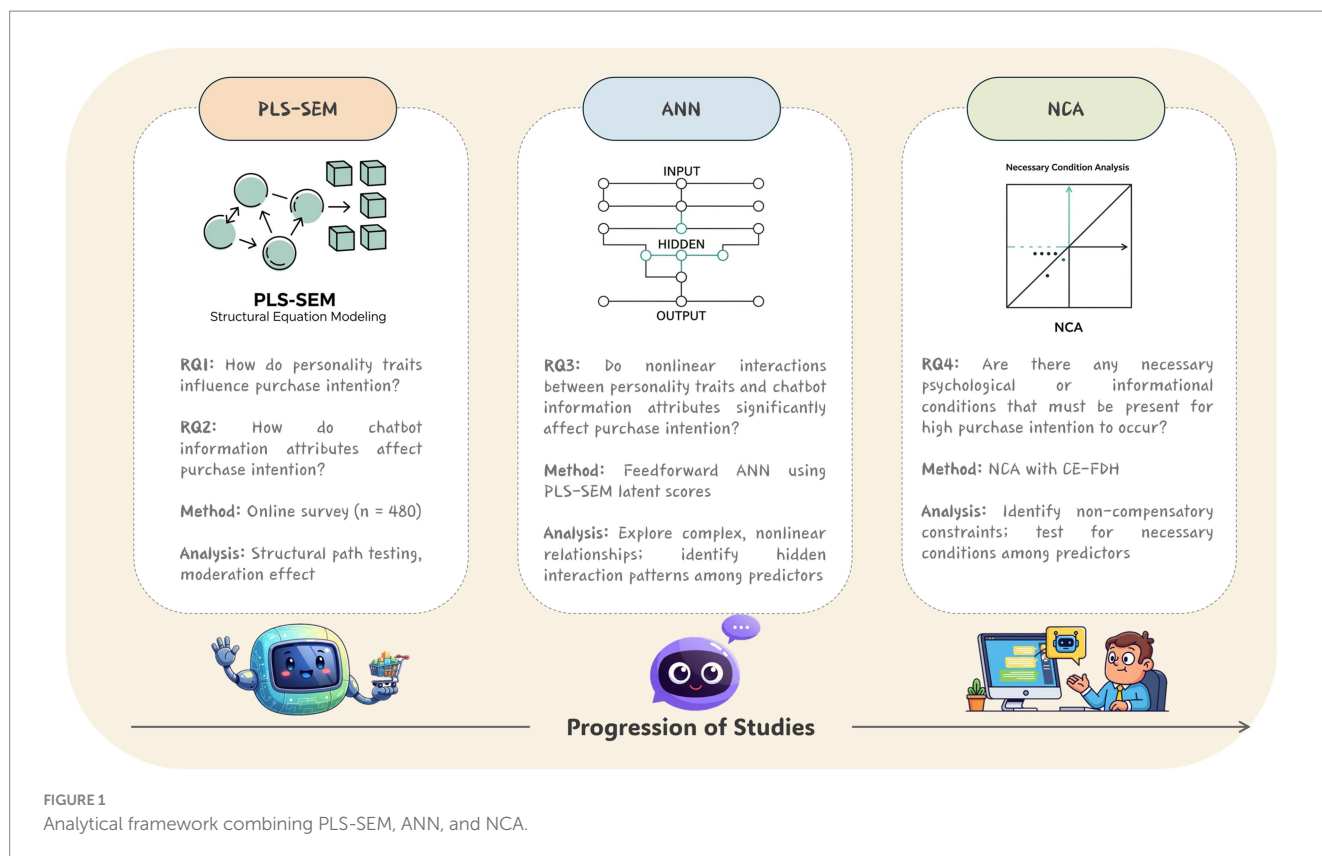 PLS-SEM
PLS-SEM
Structural Equation Modeling
RQ1: How do personality traits
influence purchase intention?
RQ2: How do chatbot
information attributes affect
purchase intention?
Method: Online survey (n = 480)
Analysis: Structural path testing,
moderation effect
ANN
INPUT
HIDDEN
OUTPUT
RQ3: Do nonlinear interactions
between personality traits and chatbot
information attributes significantly
affect purchase intention?
Method: Feedforward ANN using
PLS-SEM latent scores
Analysis: Explore complex, nonlinear
relationships; identify hidden
interaction patterns among predictors
NCA
Necessary Condition Analysis
NCA
RQ4: Are there any necessary
psychological or informational
conditions that must be present for
high purchase intention to occur?
Method: NCA with CE-FDH
Analysis: Identify non-compensatory
constraints; test for necessary
conditions among predictors
Progression of Studies
FIGURE 1
Analytical framework combining PLS-SEM, ANN, and NCA.